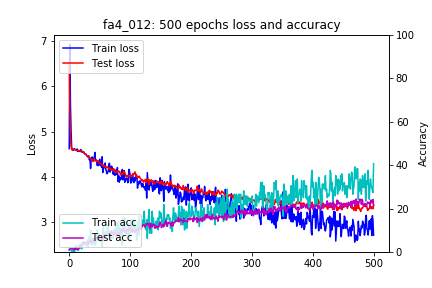 fa4_012: 500 epochs loss and accuracy
7
6
5
4
3
Loss
Train loss
Test loss
Train acc
Test acc
100
80
60
40
20
0
Accuracy
0 100 200 300 400 500